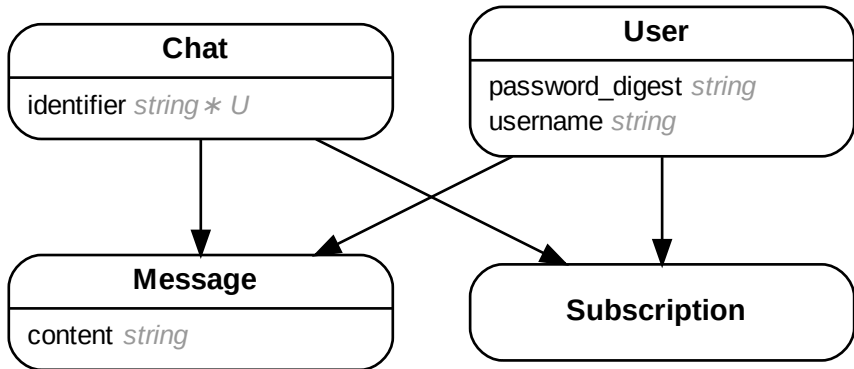 Chat
identifier string ∗ U
User
password_digest string
username string
Message
content string
Subscription